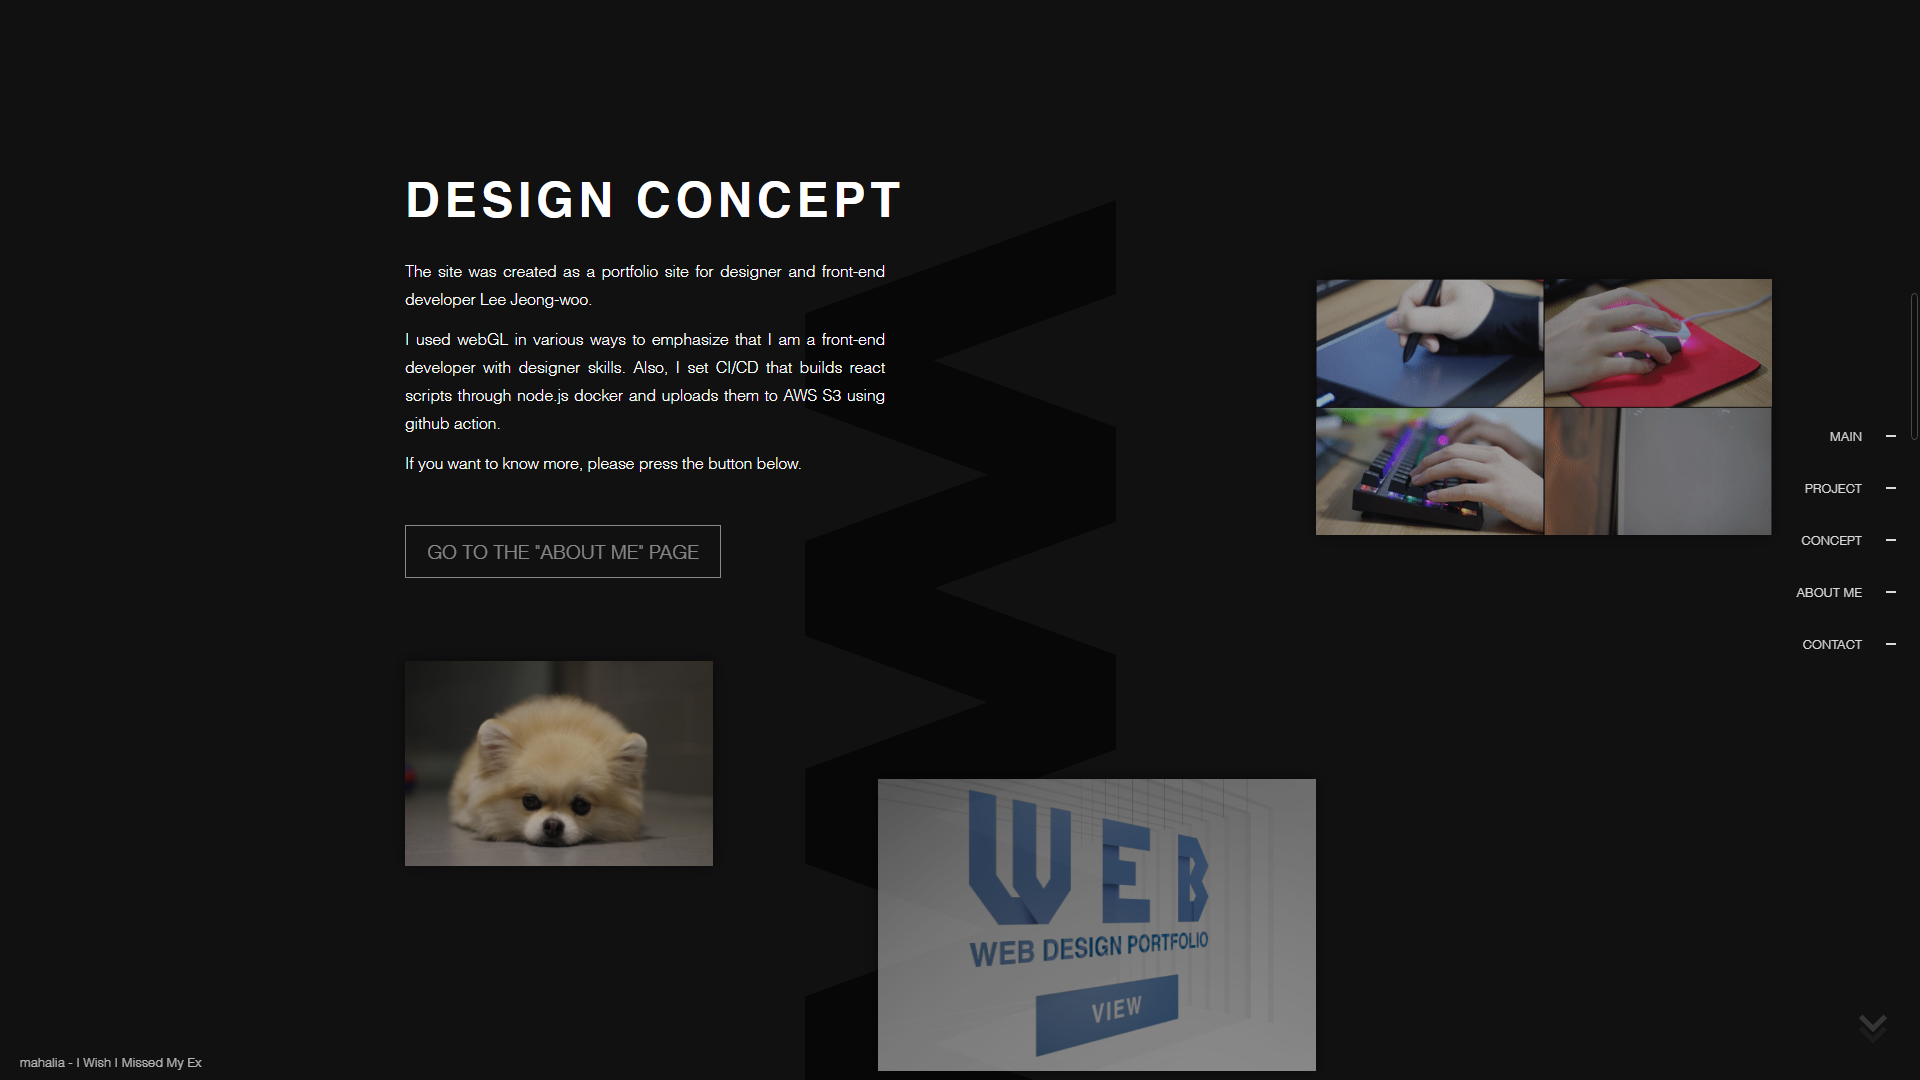 DESIGN CONCEPT
The site was created as a portfolio site for designer and front-end
developer Lee Jeong-woo.
I used webGL in various ways to emphasize that I am a front-end
developer with designer skills. Also, I set CI/CD that builds react
scripts through node.js docker and uploads them to AWS S3 using
github action.
If you want to know more, please press the button below.
GO TO THE "ABOUT ME" PAGE
MAIN
PROJECT
CONCEPT
ABOUT ME
CONTACT
WEB
WEB DESIGN PORTFOLIO
VIEW
mahalia - I Wish I Missed My Ex